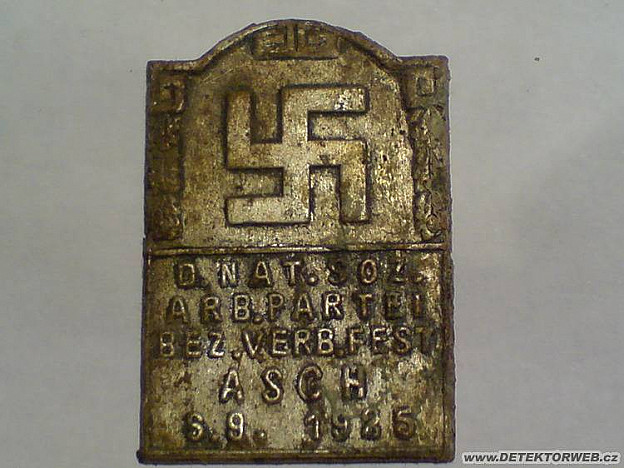 D. NAT. SOZ.
ARB. PARTEI
BEZ. VERB. FEST
ASCH
6.9. 1925
www.DETEKTORWEB.cz